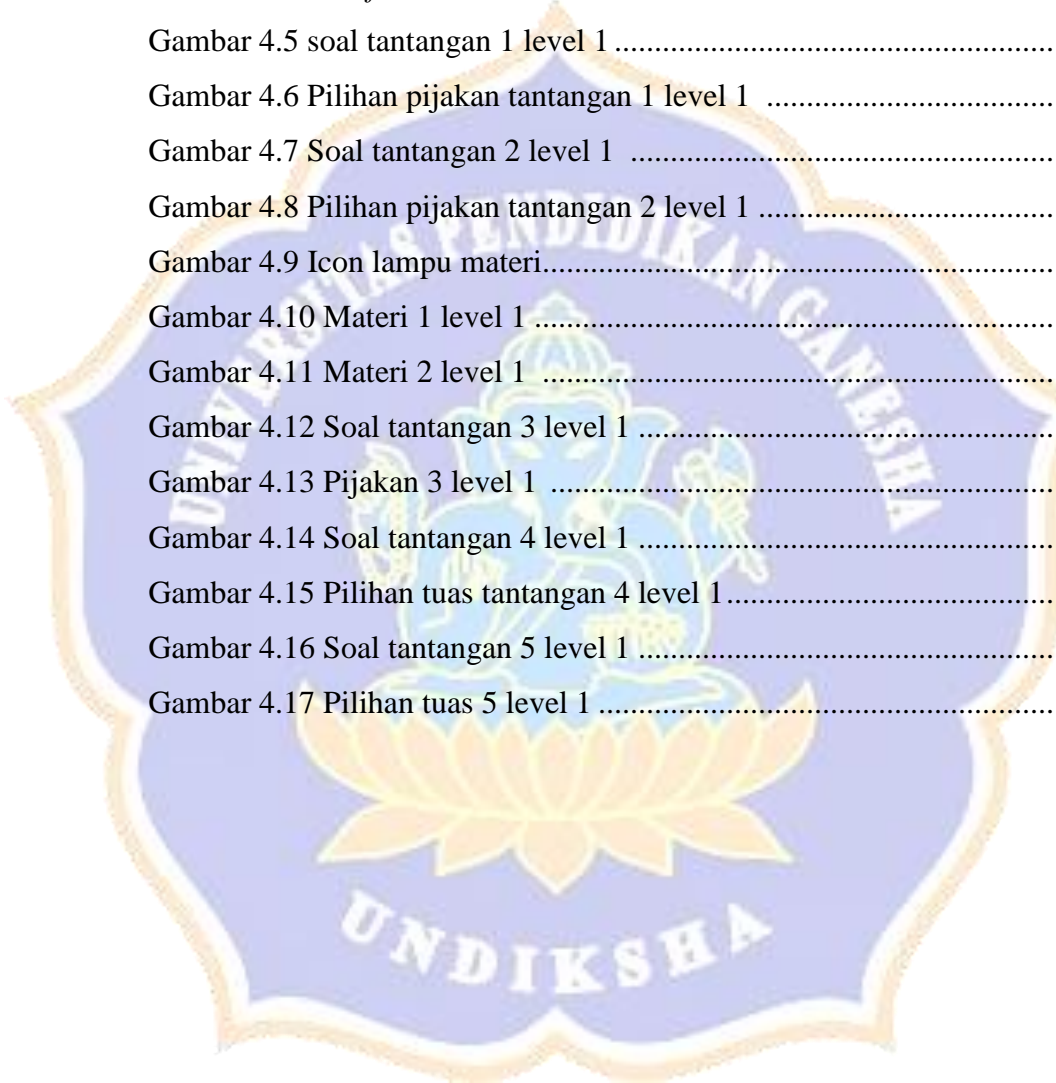 Gambar 4.5 soal tantangan 1 level 1 ........................................................
Gambar 4.6 Pilihan pijakan tantangan 1 level 1 .....................................
Gambar 4.7 Soal tantangan 2 level 1 ......................................................
Gambar 4.8 Pilihan pijakan tantangan 2 level 1 ......................................
Gambar 4.9 Icon lampu materi.................................................................
Gambar 4.10 Materi 1 level 1 ..................................................................
Gambar 4.11 Materi 2 level 1 .................................................................
Gambar 4.12 Soal tantangan 3 level 1 .....................................................
Gambar 4.13 Pijakan 3 level 1 ................................................................
Gambar 4.14 Soal tantangan 4 level 1 .....................................................
Gambar 4.15 Pilihan tuas tantangan 4 level 1..........................................
Gambar 4.16 Soal tantangan 5 level 1 .....................................................
Gambar 4.17 Pilihan tuas 5 level 1 ..........................................................
UNIVERSITAS PENDIDIKAN GANESHA
UNDIKSHA